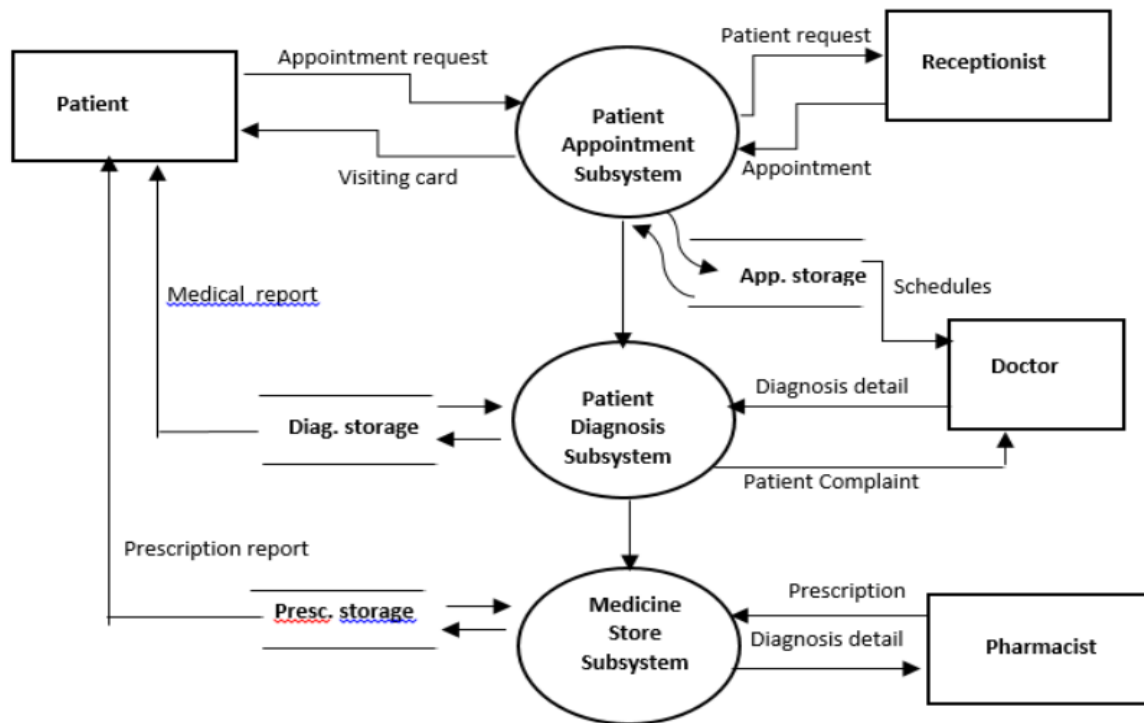 Appointment request
Patient request
Receptionist
Patient
Patient
Appointment
Subsystem
Visiting card
Appointment
App. storage
Schedules
Medical  report
Doctor
Diagnosis detail
Patient
Diagnosis
Subsystem
Diag. storage
Patient Complaint
Prescription report
Prescription
Medicine
Store
Subsystem
Presc. storage
Diagnosis detail
Pharmacist